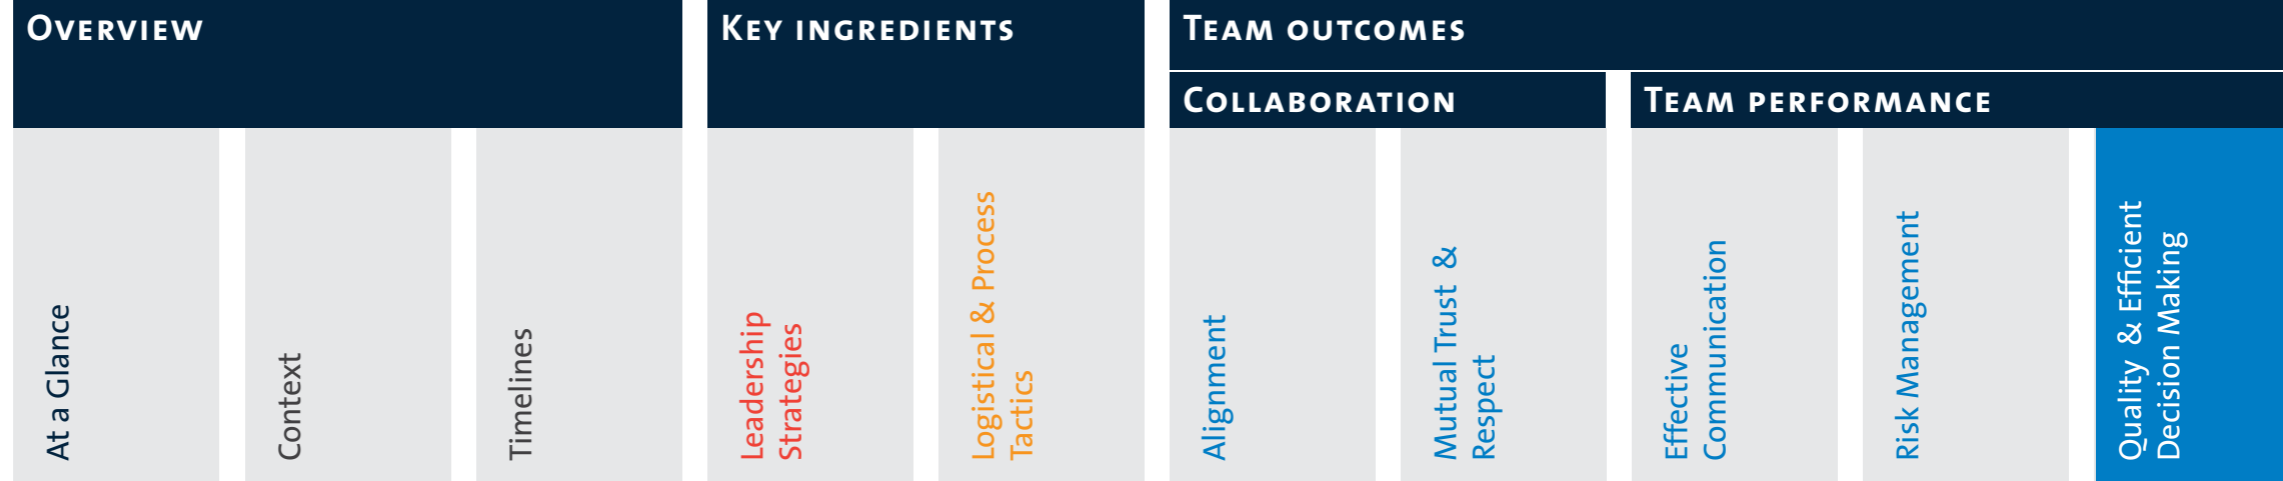 OVERVIEW
KEY INGREDIENTS
TEAM OUTCOMES
COLLABORATION
TEAM PERFORMANCE
At a Glance
Context
Timelines
Leadership
Strategies
Logistical & Process
Tactics
Alignment
Mutual Trust &
Respect
Effective
Communication
Risk Management
Quality & Efficient
Decision Making